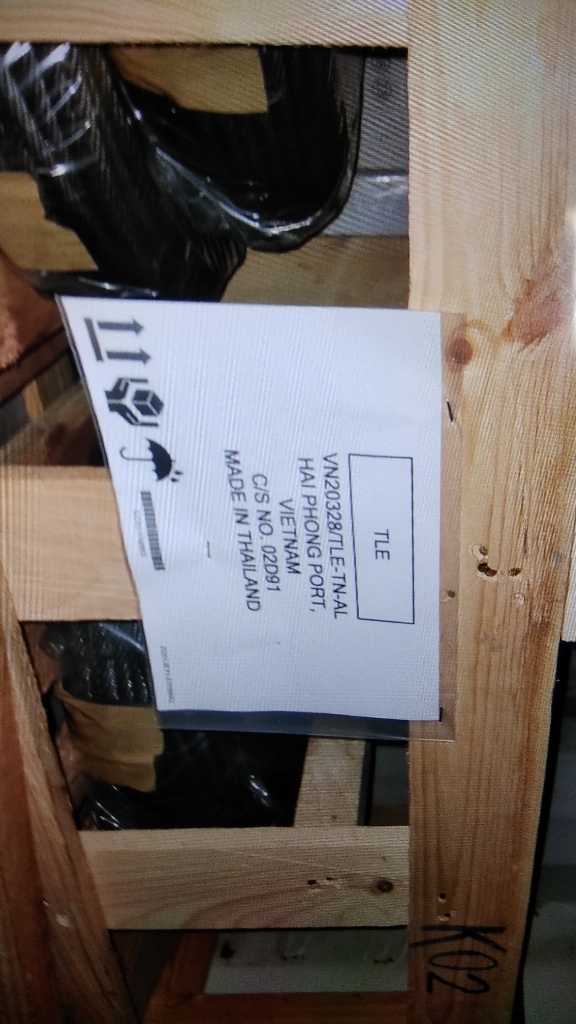 TLE
VN20328/TLE-TN-AL
HAI PHONG PORT,
VIETNAM
C/S NO. 02D91
MADE IN THAILAND
K02